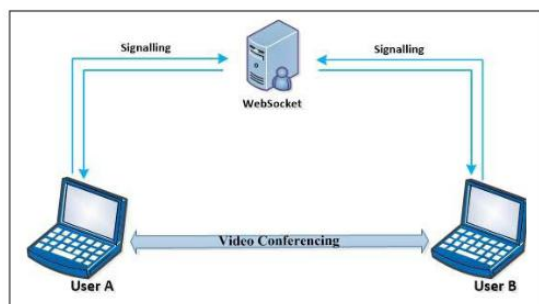 Signalling
Signalling
WebSocket
Video Conferencing
User A
User B